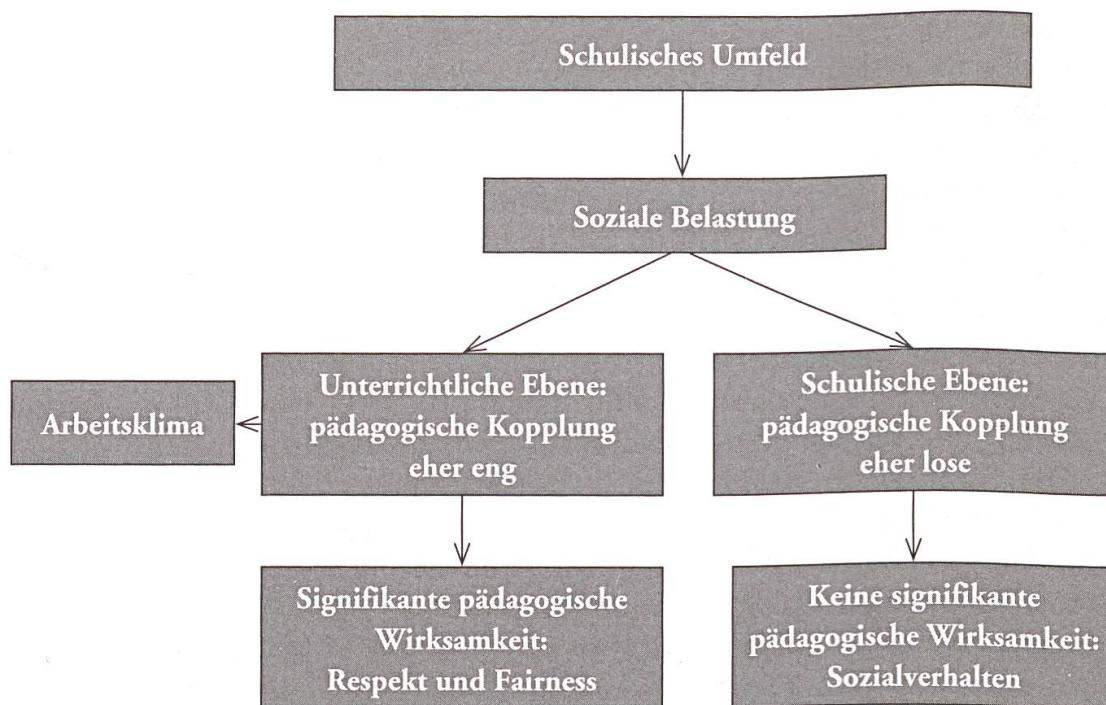 Schulisches Umfeld
Soziale Belastung
Arbeitsklima
Unterrichtliche Ebene:
pädagogische Kopplung
eher eng
Schulische Ebene:
pädagogische Kopplung
eher lose
Signifikante pädagogische
Wirksamkeit:
Respekt und Fairness
Keine signifikante
pädagogische Wirksamkeit:
Sozialverhalten